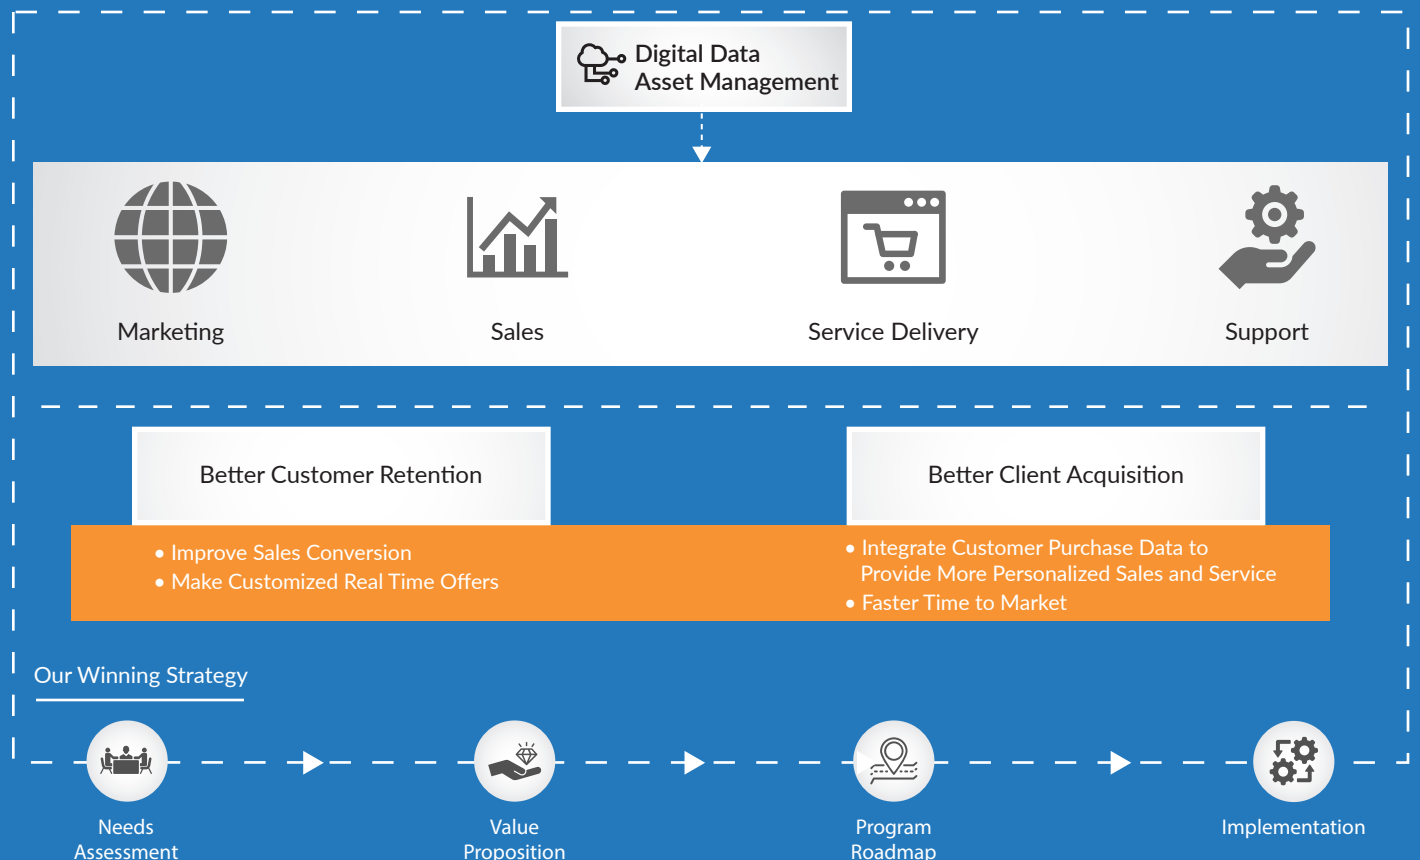 Digital Data
Asset Management
Marketing
Sales
Service Delivery
Support
Better Customer Retention
Better Client Acquisition
• Improve Sales Conversion
• Make Customized Real Time Offers
• Integrate Customer Purchase Data to
Provide More Personalized Sales and Service
• Faster Time to Market
Our Winning Strategy
Needs
Assessment
Value
Proposition
Program
Roadmap
Implementation